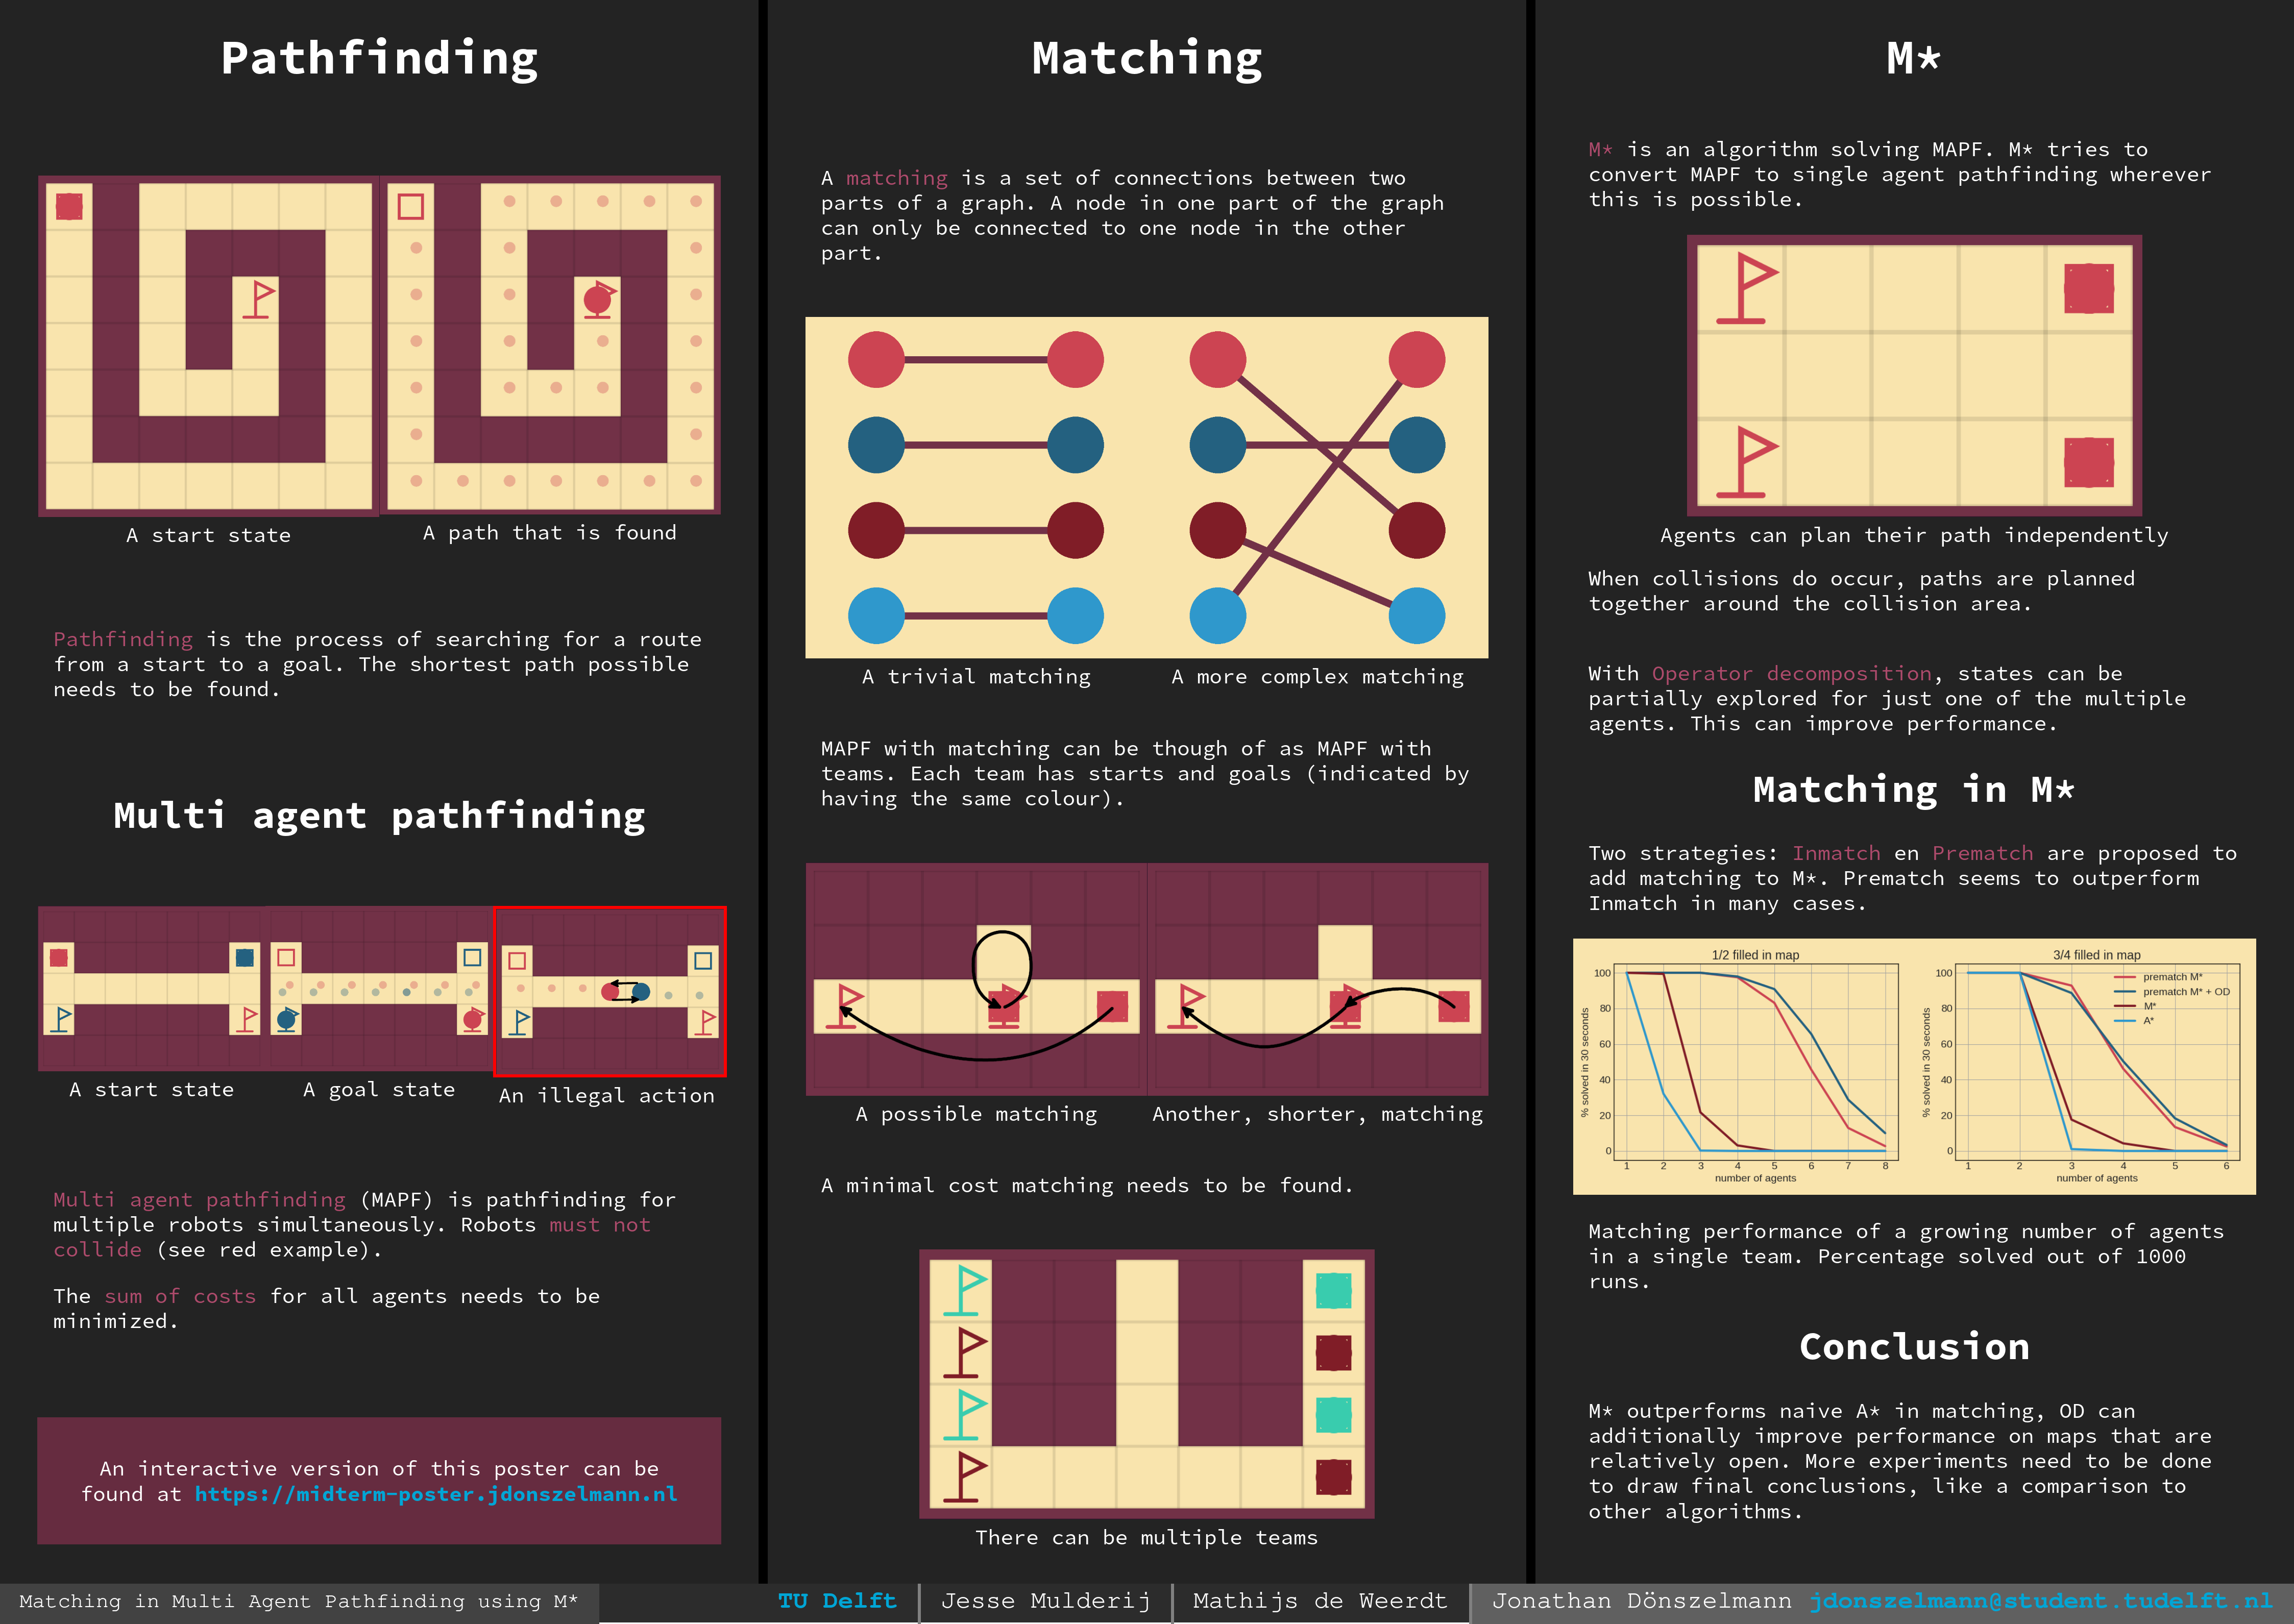 Pathfinding
A start state
A path that is found
Pathfinding is the process of searching for a route
from a start to a goal. The shortest path possible
needs to be found.
Multi agent pathfinding
A start state
A goal state
An illegal action
Multi agent pathfinding (MAPF) is pathfinding for
multiple robots simultaneously. Robots must not
collide (see red example).
The sum of costs for all agents needs to be
minimized.
An interactive version of this poster can be
found at https://midterm-poster.jdonszelmann.nl
Matching
A matching is a set of connections between two
parts of a graph. A node in one part of the graph
can only be connected to one node in the other
part.
A trivial matching
A more complex matching
MAPF with matching can be though of as MAPF with
teams. Each team has starts and goals (indicated by
having the same colour).
A possible matching
Another, shorter, matching
A minimal cost matching needs to be found.
There can be multiple teams
M*
M* is an algorithm solving MAPF. M* tries to
convert MAPF to single agent pathfinding wherever
this is possible.
Agents can plan their path independently
When collisions do occur, paths are planned
together around the collision area.
With Operator decomposition, states can be
partially explored for just one of the multiple
agents. This can improve performance.
Matching in M*
Two strategies: Inmatch en Prematch are proposed to
add matching to M*. Prematch seems to outperform
Inmatch in many cases.
1/2 filled in map
% solved in 30 seconds
100
80
60
40
20
0
1 2 3 4 5 6 7 8
number of agents
3/4 filled in map
% solved in 30 seconds
100
80
60
40
20
0
1 2 3 4 5 6
number of agents
prematch M*
prematch M* + OD
M*
A*
Matching performance of a growing number of agents
in a single team. Percentage solved out of 1000
runs.
Conclusion
M* outperforms naive A* in matching, OD can
additionally improve performance on maps that are
relatively open. More experiments need to be done
to draw final conclusions, like a comparison to
other algorithms.
Matching in Multi Agent Pathfinding using M*
TU Delft
Jesse Mulderij
Mathijs de Weerdt
Jonathan Dönszelmann jdonszelmann@student.tudelft.nl